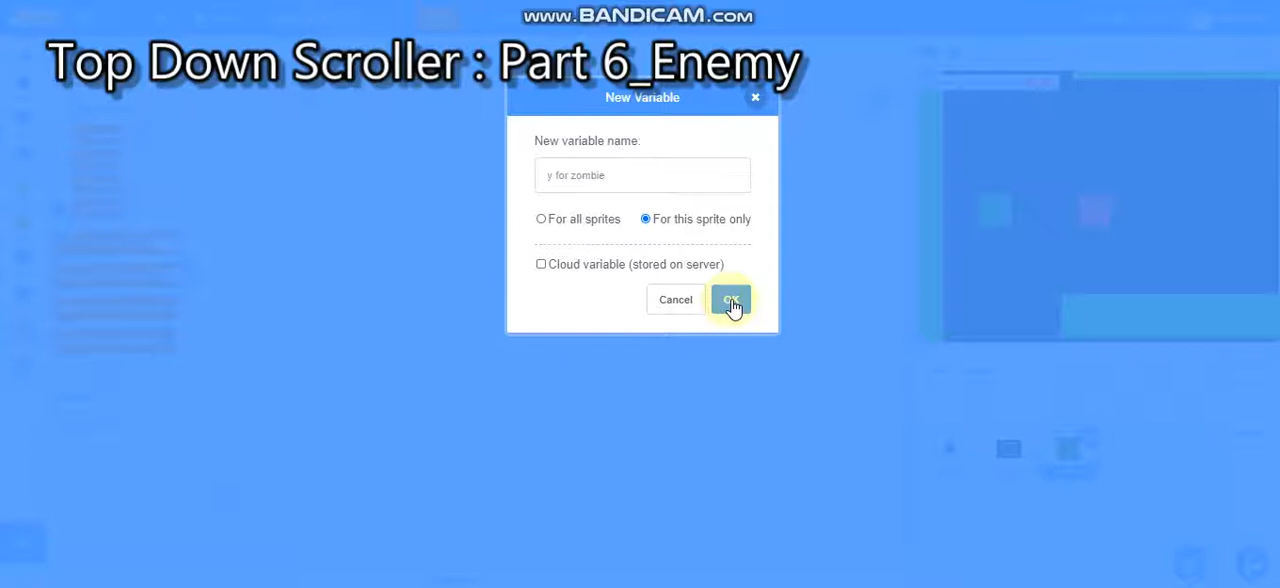 www.BANDICAM.com
Top Down Scroller : Part 6_Enemy
New Variable
New variable name:
y for zombie
For all sprites For this sprite only
Cloud variable (stored on server)
Cancel OK